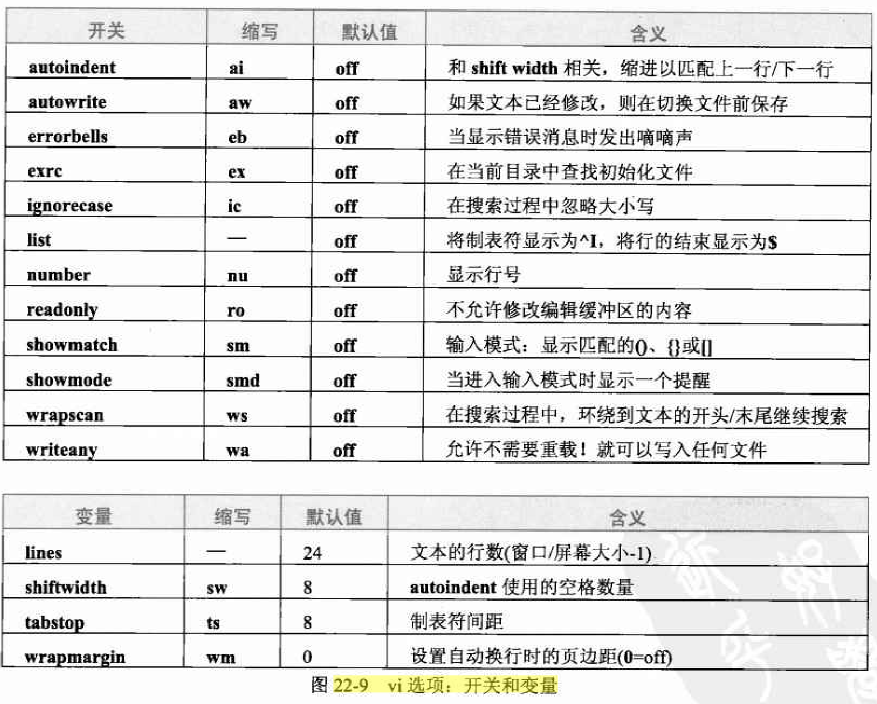 开关 缩写 默认值 含义
autoindent ai off 和 shift width 相关，缩进以匹配上一行/下一行
autowrite aw off 如果文本已经修改，则在切换文件前保存
errorbells eb off 当显示错误消息时发出嘀嘀声
exrc ex off 在当前目录中查找初始化文件
ignorecase ic off 在搜索过程中忽略大小写
list — off 将制表符显示为^I，将行的结束显示为$
number nu off 显示行号
readonly ro off 不允许修改编辑缓冲区的内容
showmatch sm off 输入模式：显示匹配的()、{}或[]
showmode smd off 当进入输入模式时显示一个提醒
wrapscan ws off 在搜索过程中，环绕到文本的开头/末尾继续搜索
writeany wa off 允许不需要重载！就可以写入任何文件
变量 缩写 默认值 含义
lines — 24 文本的行数(窗口/屏幕大小-1)
shiftwidth sw 8 autoindent 使用的空格数量
tabstop ts 8 制表符间距
wrapmargin wm 0 设置自动换行时的页边距(0=off)
图 22-9 vi 选项：开关和变量